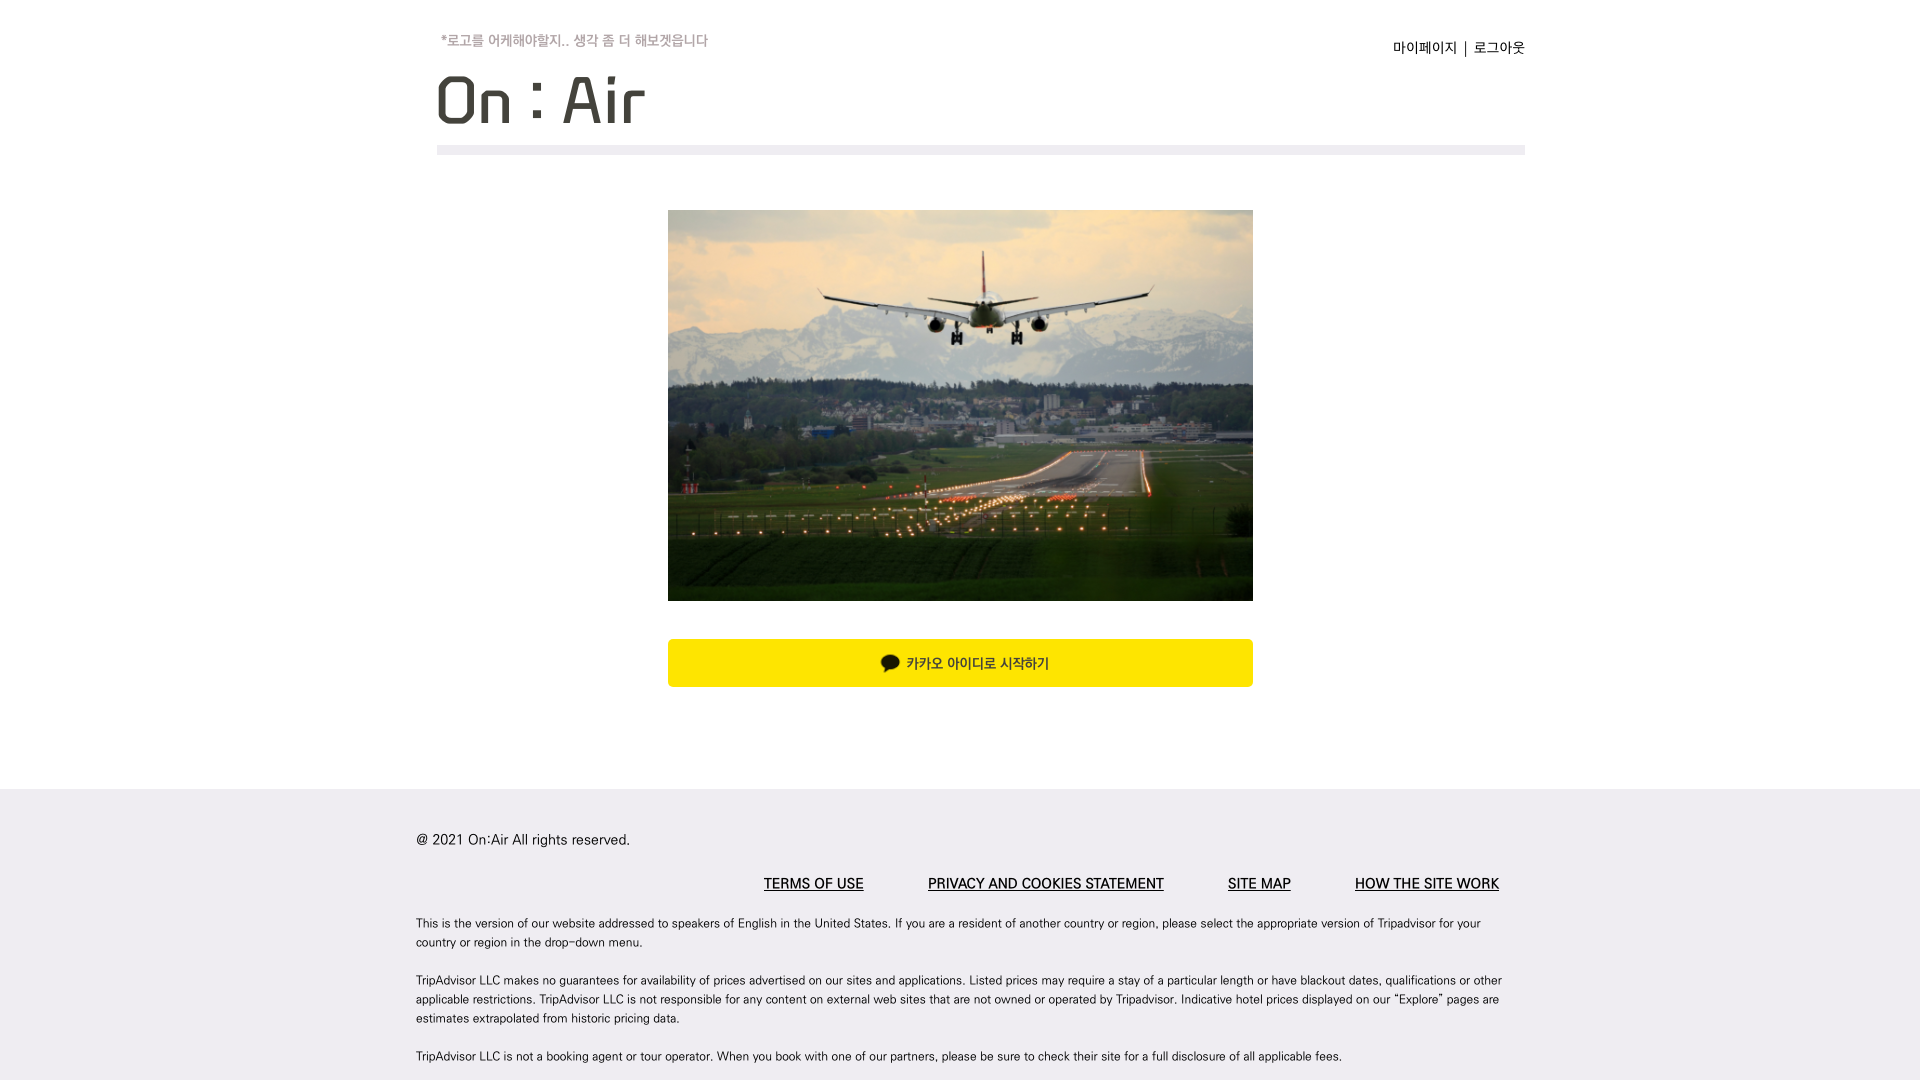 *로고를 어케해야할지.. 생각 좀 더 해보겟읍니다
마이페이지 | 로그아웃
On : Air
카카오 아이디로 시작하기
@ 2021 On:Air All rights reserved.
TERMS OF USE PRIVACY AND COOKIES STATEMENT SITE MAP HOW THE SITE WORK
This is the version of our website addressed to speakers of English in the United States. If you are a resident of another country or region, please select the appropriate version of Tripadvisor for your
country or region in the drop-down menu.
TripAdvisor LLC makes no guarantees for availability of prices advertised on our sites and applications. Listed prices may require a stay of a particular length or have blackout dates, qualifications or other
applicable restrictions. TripAdvisor LLC is not responsible for any content on external web sites that are not owned or operated by Tripadvisor. Indicative hotel prices displayed on our “Explore” pages are
estimates extrapolated from historic pricing data.
TripAdvisor LLC is not a booking agent or tour operator. When you book with one of our partners, please be sure to check their site for a full disclosure of all applicable fees.